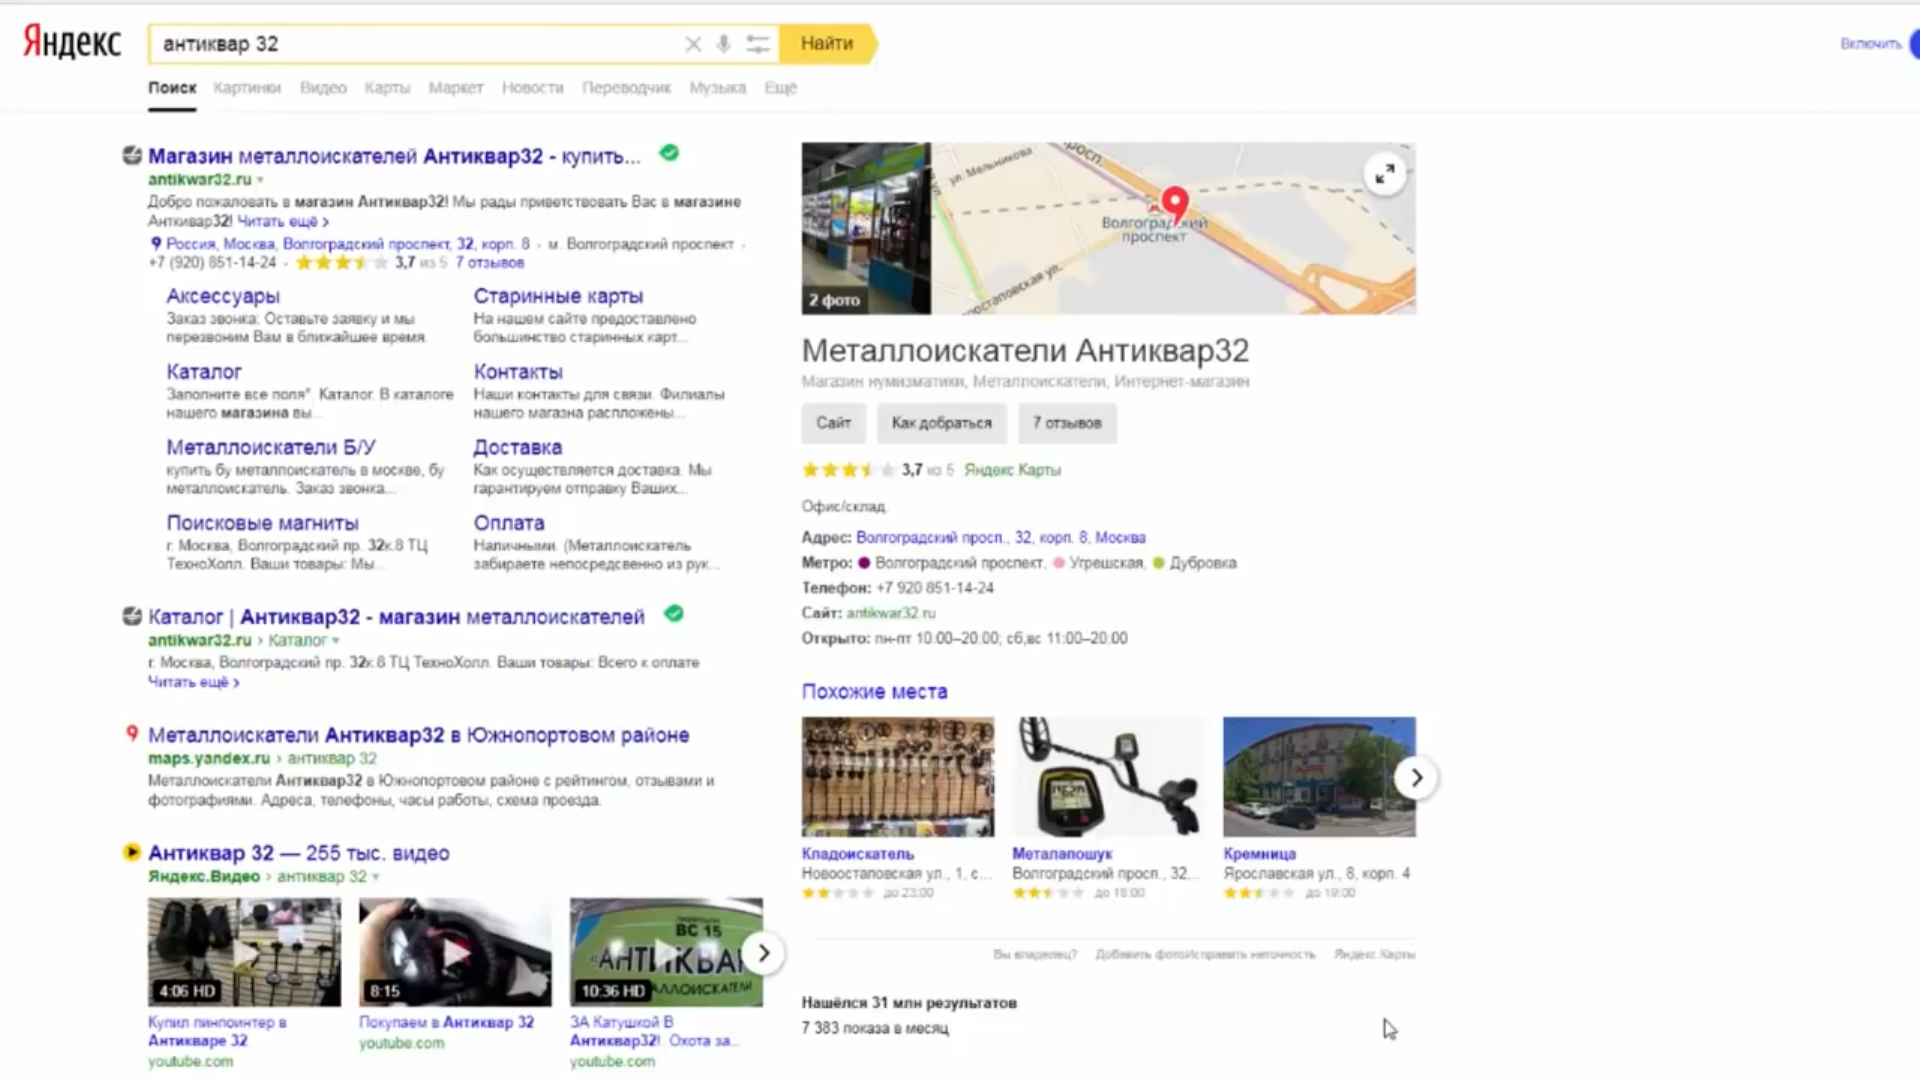 Яндекс
антиквар 32
Найти
Включить
Поиск Картинки Видео Карты Маркет Новости Переводчик Музыка Ещё
Магазин металлоискателей Антиквар32 - купить...
antikwar32.ru
Добро пожаловать в магазин Антиквар32! Мы рады приветствовать Вас в магазине
Антиквар32! Читать ещё >
Россия, Москва, Волгоградский проспект, 32, корп. 8 · м. Волгоградский проспект ·
+7 (920) 851-14-24 · 3,7 из 5 7 отзывов
Аксессуары
Заказ звонка: Оставьте заявку и мы
перезвоним Вам в ближайшее время.
Старинные карты
На нашем сайте предоставлено
большинство старинных карт...
Каталог
Заполните все поля*. Каталог. В каталоге
нашего магазина вы...
Контакты
Наши контакты для связи. Филиалы
нашего магазна распложены...
Металлоискатели Б/У
купить бу металлоискатель в москве, бу
металлоискатель. Заказ звонка...
Доставка
Как осуществляется доставка. Мы
гарантируем отправку Ваших...
Поисковые магниты
г. Москва, Волгоградский пр. 32к.8 ТЦ
ТехноХолл. Ваши товары: Мы...
Оплата
Наличными. (Металлоискатель
забираете непосредсвенно из рук...
Каталог | Антиквар32 - магазин металлоискателей
antikwar32.ru > Каталог
г. Москва, Волгоградский пр. 32к.8 ТЦ ТехноХолл. Ваши товары: Всего к оплате
Читать ещё >
Металлоискатели Антиквар32 в Южнопортовом районе
maps.yandex.ru > антиквар 32
Металлоискатели Антиквар32 в Южнопортовом районе с рейтингом, отзывами и
фотографиями. Адреса, телефоны, часы работы, схема проезда.
Антиквар 32 — 255 тыс. видео
Яндекс.Видео > антиквар 32
4:06 HD
8:15
ВС 15
«АНТИКВАР
10:36 HD
Купил пинпоинтер в
Антикваре 32
youtube.com
Покупаем в Антиквар 32
youtube.com
ЗА Катушкой В
Антиквар32!. Охота за...
youtube.com
2 фото
ул. Мельникова
просп.
Волгоградский
проспект
Металлоискатели Антиквар32
Магазин нумизматики, Металлоискатели, Интернет-магазин
Сайт
Как добраться
7 отзывов
3,7 из 5 Яндекс.Карты
Офис/склад.
Адрес: Волгоградский просп., 32, корп. 8, Москва
Метро: Волгоградский проспект, Угрешская, Дубровка
Телефон: +7 920 851-14-24
Сайт: antikwar32.ru
Открыто: пн-пт 10:00–20:00; сб,вс 11:00–20:00
Похожие места
Кладоискатель
Новоостаповская ул., 1, с...
до 23:00
Металапошук
Волгоградский просп., 32...
до 18:00
Кремница
Ярославская ул., 8, корп. 4
до 19:00
Вы владелец? Добавить фото Исправить неточность Яндекс.Карты
Нашёлся 31 млн результатов
7 383 показа в месяц